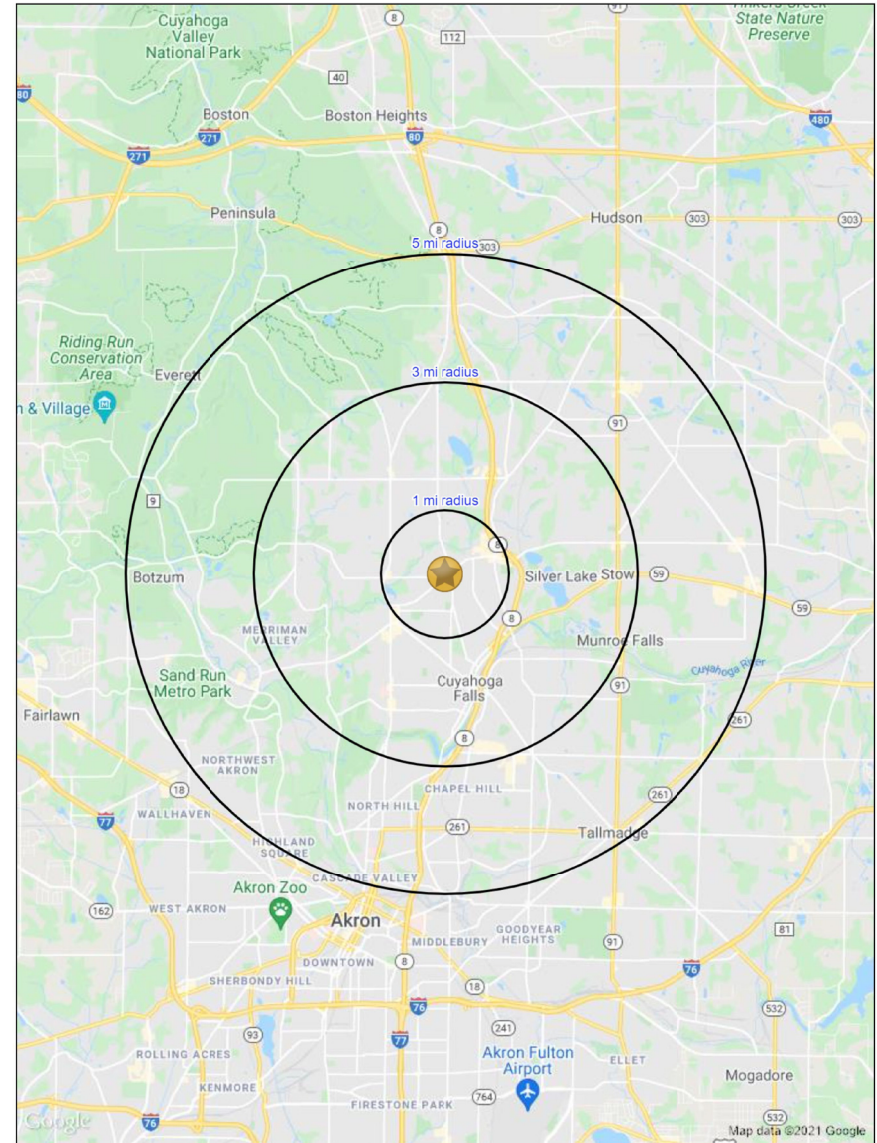 8
91
Tinkers Creek
State Nature
Preserve
Cuyahoga
Valley
National Park
112
40
80
Boston
Boston Heights
271
80
480
271
Peninsula
Hudson
303
303
8
5 mi radius
303
Riding Run
Conservation
Area
Everett
3 mi radius
n & Village
91
9
1 mi radius
8
Botzum
Silver Lake
Stow
59
59
8
MERRIMAN
VALLEY
Munroe Falls
Cuyahoga River
Sand Run
Metro Park
Cuyahoga
Falls
91
Fairlawn
261
8
NORTHWEST
AKRON
18
CHAPEL HILL
261
NORTH HILL
77
WALLHAVEN
261
Tallmadge
HIGHLAND
SQUARE
CASCADE VALLEY
Akron Zoo
162
WEST AKRON
Akron
GOODYEAR
HEIGHTS
81
MIDDLEBURY
91
DOWNTOWN
8
76
SHERBONDY HILL
18
76
532
241
93
77
ROLLING ACRES
Akron Fulton
Airport
ELLET
Mogadore
KENMORE
764
FIRESTONE PARK
532
76
Google
Map data ©2021 Google